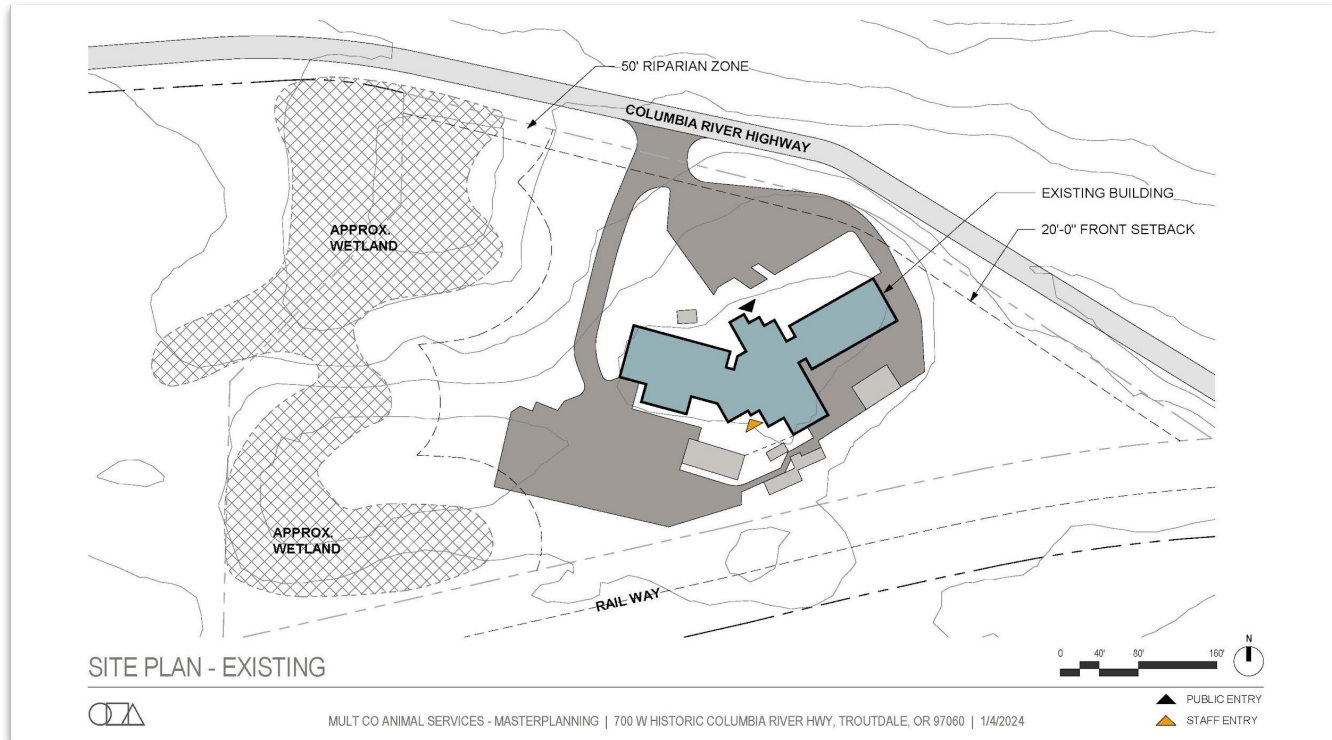 50' RIPARIAN ZONE
COLUMBIA RIVER HIGHWAY
EXISTING BUILDING
20'-0" FRONT SETBACK
APPROX.
WETLAND
APPROX.
WETLAND
RAIL WAY
SITE PLAN - EXISTING
0 40' 80' 160'
N
MULT CO ANIMAL SERVICES - MASTERPLANNING | 700 W HISTORIC COLUMBIA RIVER HWY, TROUTDALE, OR 97060 | 1/4/2024
PUBLIC ENTRY
STAFF ENTRY